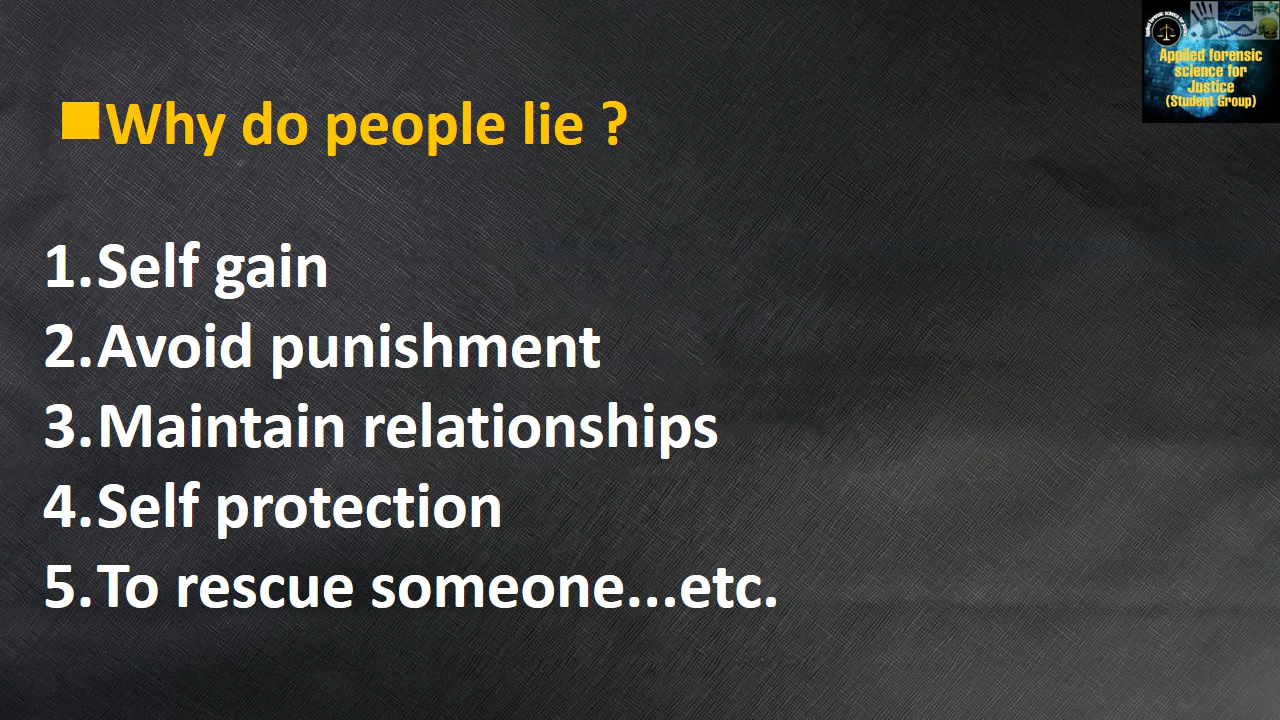 Applied forensic
science for
Justice
(Student Group)
Why do people lie ?
1.Self gain
2.Avoid punishment
3.Maintain relationships
4.Self protection
5.To rescue someone...etc.